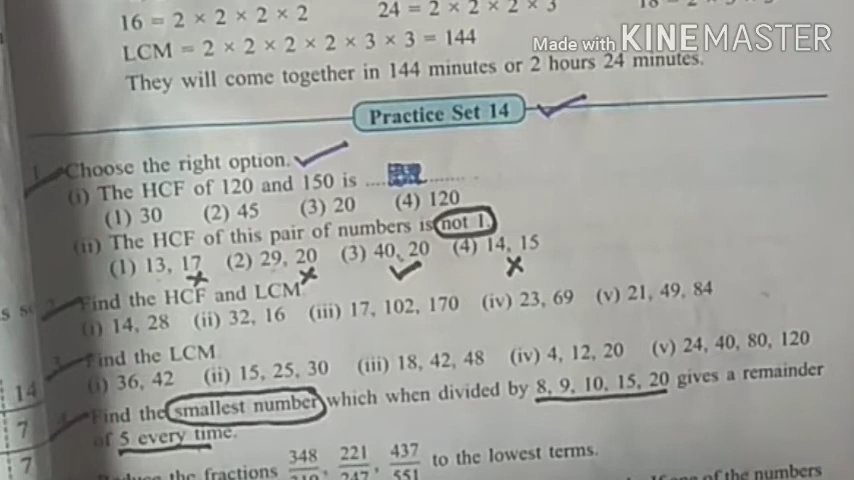 16 = 2 × 2 × 2 × 2 24 = 2 × 2 × 2 × 3
LCM = 2 × 2 × 2 × 2 × 3 × 3 = 144
Made with KINEMASTER
They will come together in 144 minutes or 2 hours 24 minutes.
Practice Set 14
1. Choose the right option.
(i) The HCF of 120 and 150 is .................. .
(1) 30 (2) 45 (3) 20 (4) 120
(ii) The HCF of this pair of numbers is not 1.
(1) 13, 17 (2) 29, 20 (3) 40, 20 (4) 14, 15
Find the HCF and LCM
(i) 14, 28 (ii) 32, 16 (iii) 17, 102, 170 (iv) 23, 69 (v) 21, 49, 84
Find the LCM
(i) 36, 42 (ii) 15, 25, 30 (iii) 18, 42, 48 (iv) 4, 12, 20 (v) 24, 40, 80, 120
Find the smallest number which when divided by 8, 9, 10, 15, 20 gives a remainder
of 5 every time.
the fractions 348, 221/247, 437/551 to the lowest terms.
of the numbers
14
7
7